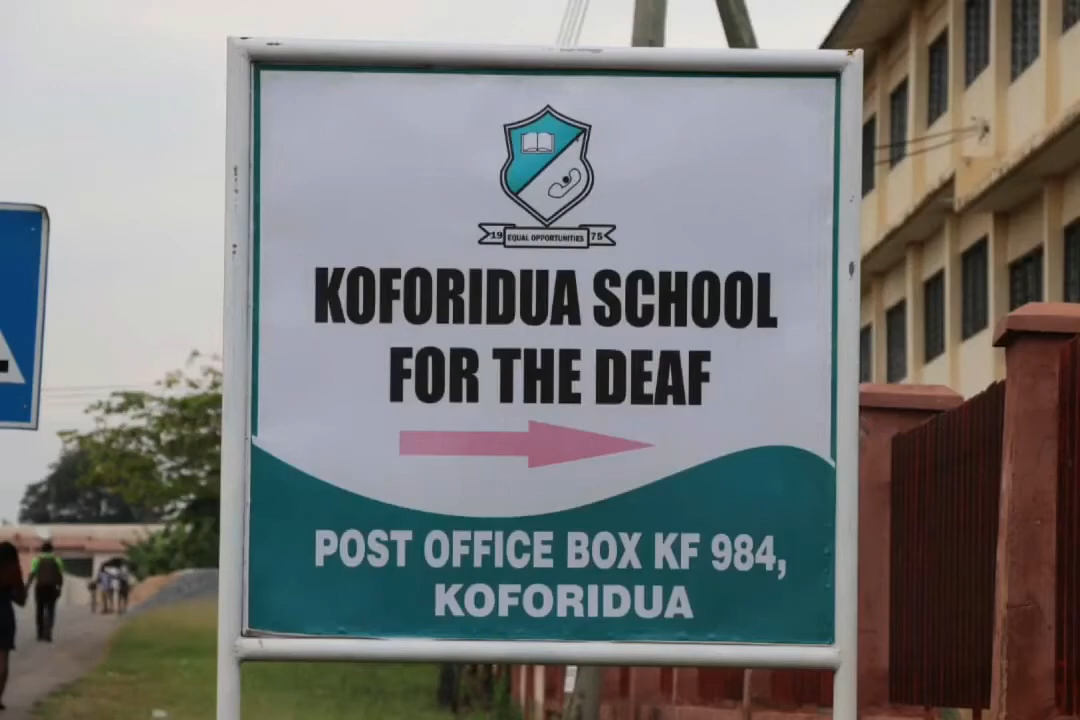 19 EQUAL OPPORTUNITIES 75
KOFORIDUA SCHOOL
FOR THE DEAF
POST OFFICE BOX KF 984,
KOFORIDUA